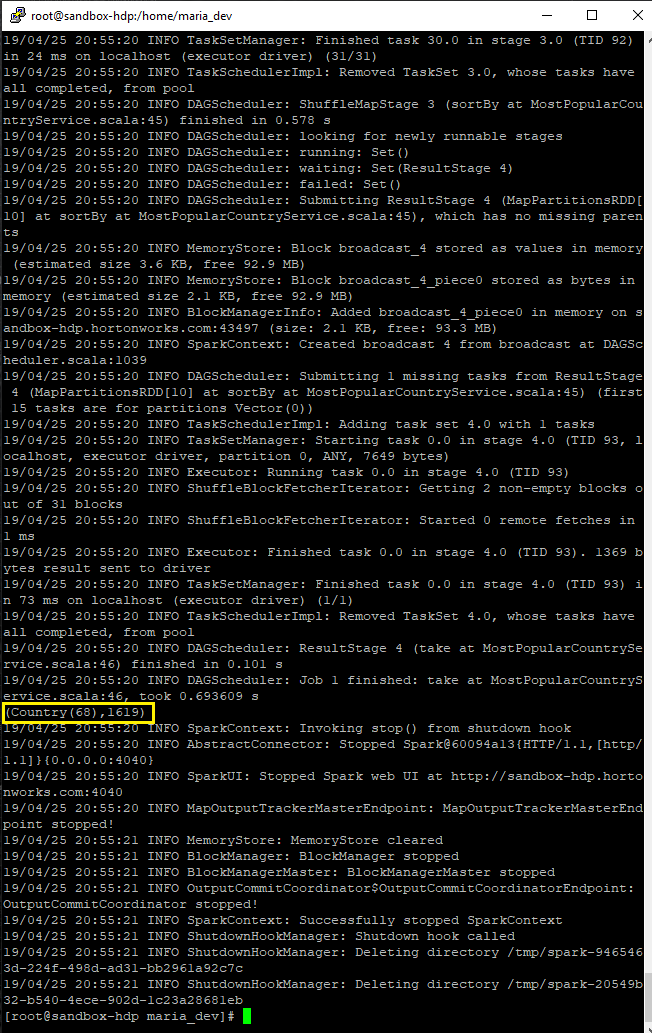 root@sandbox-hdp:/home/maria_dev
19/04/25 20:55:20 INFO TaskSetManager: Finished task 30.0 in stage 3.0 (TID 92)
in 24 ms on localhost (executor driver) (31/31)
19/04/25 20:55:20 INFO TaskSchedulerImpl: Removed TaskSet 3.0, whose tasks have
all completed, from pool
19/04/25 20:55:20 INFO DAGScheduler: ShuffleMapStage 3 (sortBy at MostPopularCou
ntryService.scala:45) finished in 0.578 s
19/04/25 20:55:20 INFO DAGScheduler: looking for newly runnable stages
19/04/25 20:55:20 INFO DAGScheduler: running: Set()
19/04/25 20:55:20 INFO DAGScheduler: waiting: Set(ResultStage 4)
19/04/25 20:55:20 INFO DAGScheduler: failed: Set()
19/04/25 20:55:20 INFO DAGScheduler: Submitting ResultStage 4 (MapPartitionsRDD[
10] at sortBy at MostPopularCountryService.scala:45), which has no missing paren
ts
19/04/25 20:55:20 INFO MemoryStore: Block broadcast_4 stored as values in memory
(estimated size 3.6 KB, free 92.9 MB)
19/04/25 20:55:20 INFO MemoryStore: Block broadcast_4_piece0 stored as bytes in
memory (estimated size 2.1 KB, free 92.9 MB)
19/04/25 20:55:20 INFO BlockManagerInfo: Added broadcast_4_piece0 in memory on s
andbox-hdp.hortonworks.com:43497 (size: 2.1 KB, free: 93.3 MB)
19/04/25 20:55:20 INFO SparkContext: Created broadcast 4 from broadcast at DAGSc
heduler.scala:1039
19/04/25 20:55:20 INFO DAGScheduler: Submitting 1 missing tasks from ResultStage
4 (MapPartitionsRDD[10] at sortBy at MostPopularCountryService.scala:45) (first
15 tasks are for partitions Vector(0))
19/04/25 20:55:20 INFO TaskSchedulerImpl: Adding task set 4.0 with 1 tasks
19/04/25 20:55:20 INFO TaskSetManager: Starting task 0.0 in stage 4.0 (TID 93, l
ocalhost, executor driver, partition 0, ANY, 7649 bytes)
19/04/25 20:55:20 INFO Executor: Running task 0.0 in stage 4.0 (TID 93)
19/04/25 20:55:20 INFO ShuffleBlockFetcherIterator: Getting 2 non-empty blocks o
ut of 31 blocks
19/04/25 20:55:20 INFO ShuffleBlockFetcherIterator: Started 0 remote fetches in
1 ms
19/04/25 20:55:20 INFO Executor: Finished task 0.0 in stage 4.0 (TID 93). 1369 b
ytes result sent to driver
19/04/25 20:55:20 INFO TaskSetManager: Finished task 0.0 in stage 4.0 (TID 93) i
n 73 ms on localhost (executor driver) (1/1)
19/04/25 20:55:20 INFO TaskSchedulerImpl: Removed TaskSet 4.0, whose tasks have
all completed, from pool
19/04/25 20:55:20 INFO DAGScheduler: ResultStage 4 (take at MostPopularCountrySe
rvice.scala:46) finished in 0.101 s
19/04/25 20:55:20 INFO DAGScheduler: Job 1 finished: take at MostPopularCountryS
ervice.scala:46, took 0.693609 s
(Country(68),1619)
19/04/25 20:55:20 INFO SparkContext: Invoking stop() from shutdown hook
19/04/25 20:55:20 INFO AbstractConnector: Stopped Spark@60094a13{HTTP/1.1,[http/
1.1]}{0.0.0.0:4040}
19/04/25 20:55:20 INFO SparkUI: Stopped Spark web UI at http://sandbox-hdp.horto
nworks.com:4040
19/04/25 20:55:20 INFO MapOutputTrackerMasterEndpoint: MapOutputTrackerMasterEnd
point stopped!
19/04/25 20:55:21 INFO MemoryStore: MemoryStore cleared
19/04/25 20:55:21 INFO BlockManager: BlockManager stopped
19/04/25 20:55:21 INFO BlockManagerMaster: BlockManagerMaster stopped
19/04/25 20:55:21 INFO OutputCommitCoordinator$OutputCommitCoordinatorEndpoint:
OutputCommitCoordinator stopped!
19/04/25 20:55:21 INFO SparkContext: Successfully stopped SparkContext
19/04/25 20:55:21 INFO ShutdownHookManager: Shutdown hook called
19/04/25 20:55:21 INFO ShutdownHookManager: Deleting directory /tmp/spark-946546
3d-224f-498d-ad31-bb2961a92c7c
19/04/25 20:55:21 INFO ShutdownHookManager: Deleting directory /tmp/spark-20549b
32-b540-4ece-902d-1c23a28681eb
[root@sandbox-hdp maria_dev]#